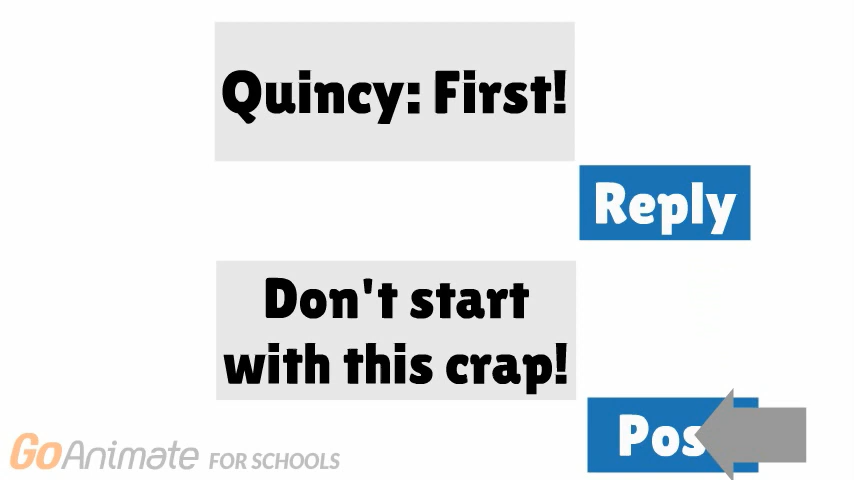 Quincy: First!
Reply
Don't start
with this crap!
Pos
GoAnimate FOR SCHOOLS